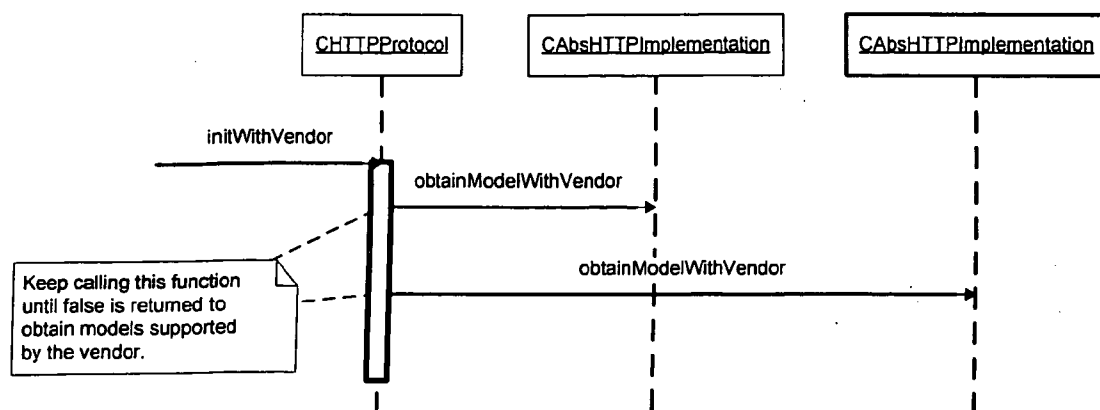 CHTTPProtocol
CAbsHTTPImplementation
CAbsHTTPImplementation
initWithVendor
obtainModelWithVendor
obtainModelWithVendor
Keep calling this function
until false is returned to
obtain models supported
by the vendor.